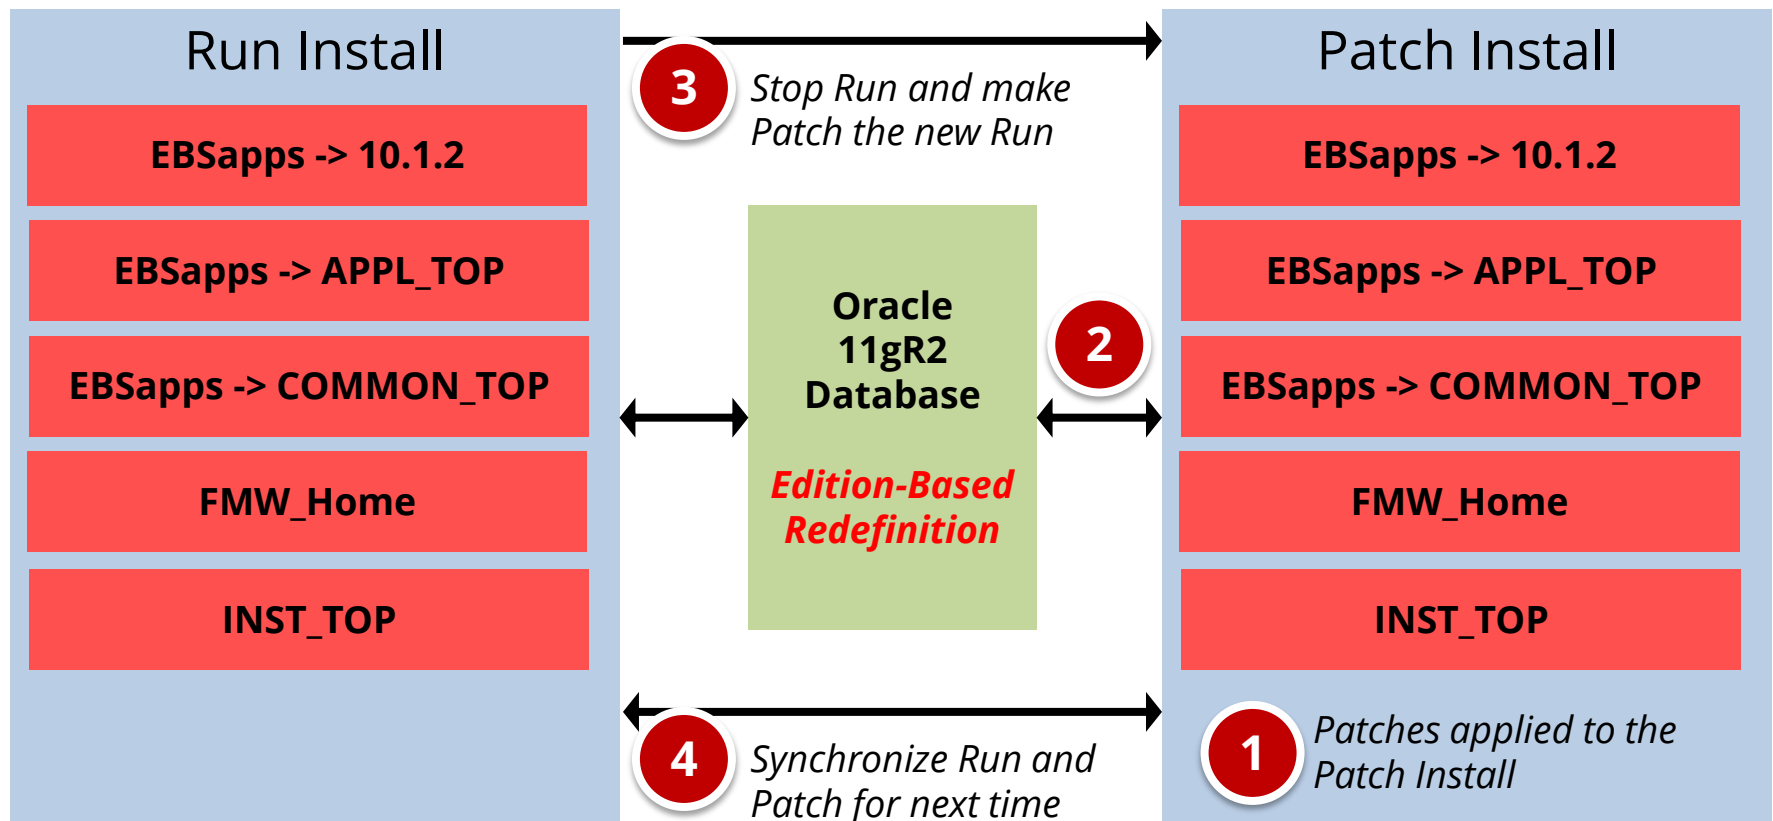 Run Install
EBSapps -> 10.1.2
EBSapps -> APPL_TOP
EBSapps -> COMMON_TOP
FMW_Home
INST_TOP
3
Stop Run and make
Patch the new Run
Oracle
11gR2
Database
Edition-Based
Redefinition
2
4
Synchronize Run and
Patch for next time
Patch Install
EBSapps -> 10.1.2
EBSapps -> APPL_TOP
EBSapps -> COMMON_TOP
FMW_Home
INST_TOP
1
Patches applied to the
Patch Install